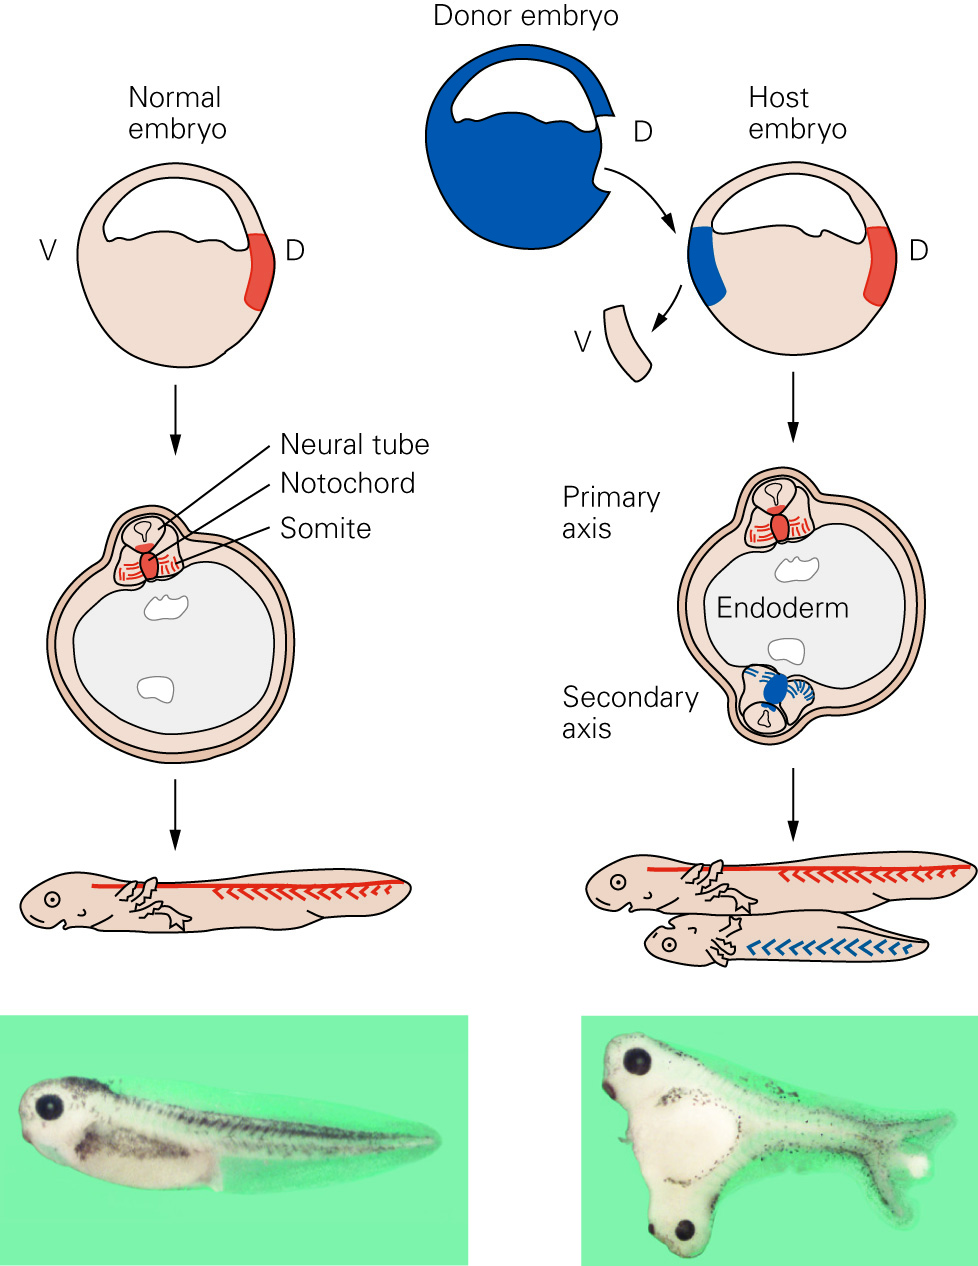 Donor embryo
Normal
embryo
Host
embryo
D
V
D
D
V
Neural tube
Notochord
Somite
Primary
axis
Endoderm
Secondary
axis